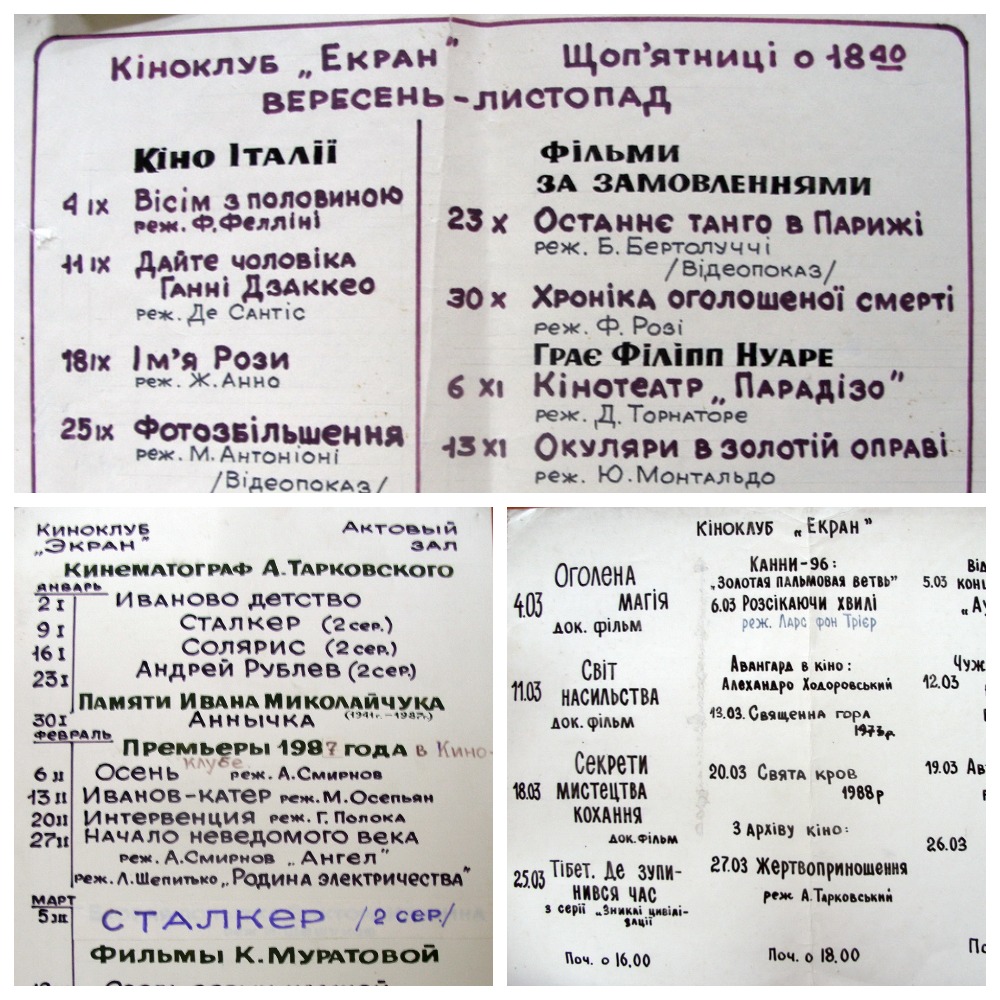 Кіноклуб „Екран"
Щоп'ятниці о 18 40
Вересень-листопад
Кіно Італії
4 IX Вісім з половиною
реж. Ф. Фелліні
11 IX Дайте чоловіка
Ганні Дзаккео
реж. Де Сантіс
18 IX Ім'я Рози
реж. Ж. Анно
25 IX Фотозбільшення
реж. М. Антоніоні
/Відеопоказ/
Фільми
за замовленнями
23 X Останнє танго в Парижі
реж. Б. Бертолуччі
/Відеопоказ/
30 X Хроніка оголошеної смерті
реж. Ф. Розі
Грає Філіпп Нуаре
6 XI Кінотеатр „Парадізо"
реж. Д. Торнаторе
13 XI Окуляри в золотій оправі
реж. Ю. Монтальдо
Киноклуб
„Экран"
Актовый
зал
Кинематограф А. Тарковского
январь
2 I Иваново детство
9 I Сталкер (2 сер.)
16 I Солярис (2 сер.)
23 I Андрей Рублев (2 сер.)
Памяти Ивана Миколайчука
(1941г. – 1987г.)
30 I Аннычка
февраль
Премьеры 1987 года в Кино-
клубе
6 II Осень реж. А. Смирнов
13 II Иванов-катер реж. М. Осепьян
20 II Интервенция реж. Г. Полока
27 II Начало неведомого века
реж. А. Смирнов „Ангел"
реж. Л. Шепитько „Родина электричества"
март
5 III Сталкер /2 сер./
Фильмы К. Муратовой
Кіноклуб „Екран"
4.03 Оголена
магія
док. фільм
11.03 Світ
насильства
док. фільм
18.03 Секрети
мистецтва
кохання
док. фільм
25.03 Тібет. Де зупи-
нився час
з серії „Зниклі цивілі-
зації
Поч. о 16.00
Канни-96:
„Золотая пальмовая ветвь"
6.03 Розсікаючи хвилі
реж. Ларс фон Трієр
Авангард в кіно:
Алехандро Ходоровський
13.03. Священна гора
1973р
20.03 Свята кров
1988 р
З Архіву кіно:
27.03 Жертвоприношення
реж А. Тарковський
Поч. о 18.00
5.03
12.03
19.03
26.03